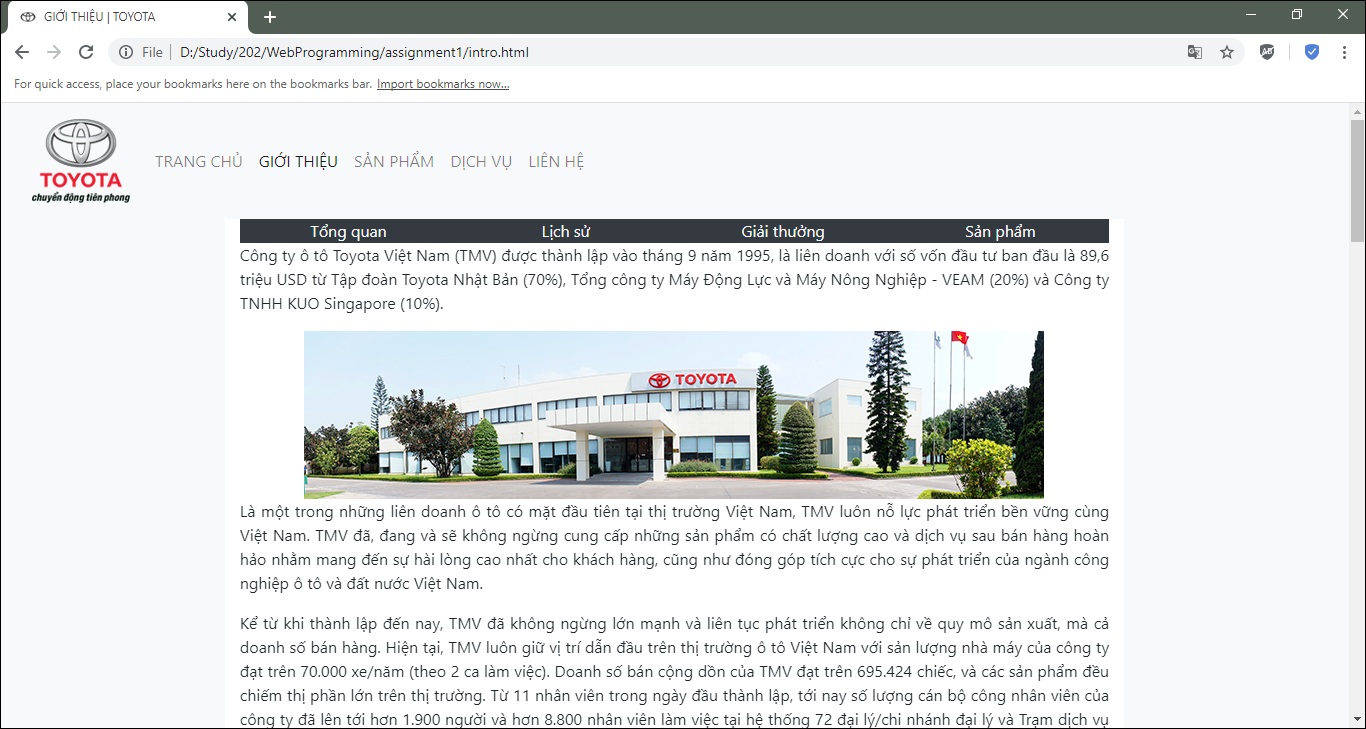 GIỚI THIỆU | TOYOTA
File D:/Study/202/WebProgramming/assignment1/intro.html
For quick access, place your bookmarks here on the bookmarks bar. Import bookmarks now...
TOYOTA
chuyển động tiên phong
TRANG CHỦ GIỚI THIỆU SẢN PHẨM DỊCH VỤ LIÊN HỆ
Tổng quan Lịch sử Giải thưởng Sản phẩm
Công ty ô tô Toyota Việt Nam (TMV) được thành lập vào tháng 9 năm 1995, là liên doanh với số vốn đầu tư ban đầu là 89,6
triệu USD từ Tập đoàn Toyota Nhật Bản (70%), Tổng công ty Máy Động Lực và Máy Nông Nghiệp - VEAM (20%) và Công ty
TNHH KUO Singapore (10%).
TOYOTA
Là một trong những liên doanh ô tô có mặt đầu tiên tại thị trường Việt Nam, TMV luôn nỗ lực phát triển bền vững cùng
Việt Nam. TMV đã, đang và sẽ không ngừng cung cấp những sản phẩm có chất lượng cao và dịch vụ sau bán hàng hoàn
hảo nhằm mang đến sự hài lòng cao nhất cho khách hàng, cũng như đóng góp tích cực cho sự phát triển của ngành công
nghiệp ô tô và đất nước Việt Nam.
Kể từ khi thành lập đến nay, TMV đã không ngừng lớn mạnh và liên tục phát triển không chỉ về quy mô sản xuất, mà cả
doanh số bán hàng. Hiện tại, TMV luôn giữ vị trí dẫn đầu trên thị trường ô tô Việt Nam với sản lượng nhà máy của công ty
đạt trên 70.000 xe/năm (theo 2 ca làm việc). Doanh số bán cộng dồn của TMV đạt trên 695.424 chiếc, và các sản phẩm đều
chiếm thị phần lớn trên thị trường. Từ 11 nhân viên trong ngày đầu thành lập, tới nay số lượng cán bộ công nhân viên của
công ty đã lên tới hơn 1.900 người và hơn 8.800 nhân viên làm việc tại hệ thống 72 đại lý/chi nhánh đại lý và Trạm dịch vụ